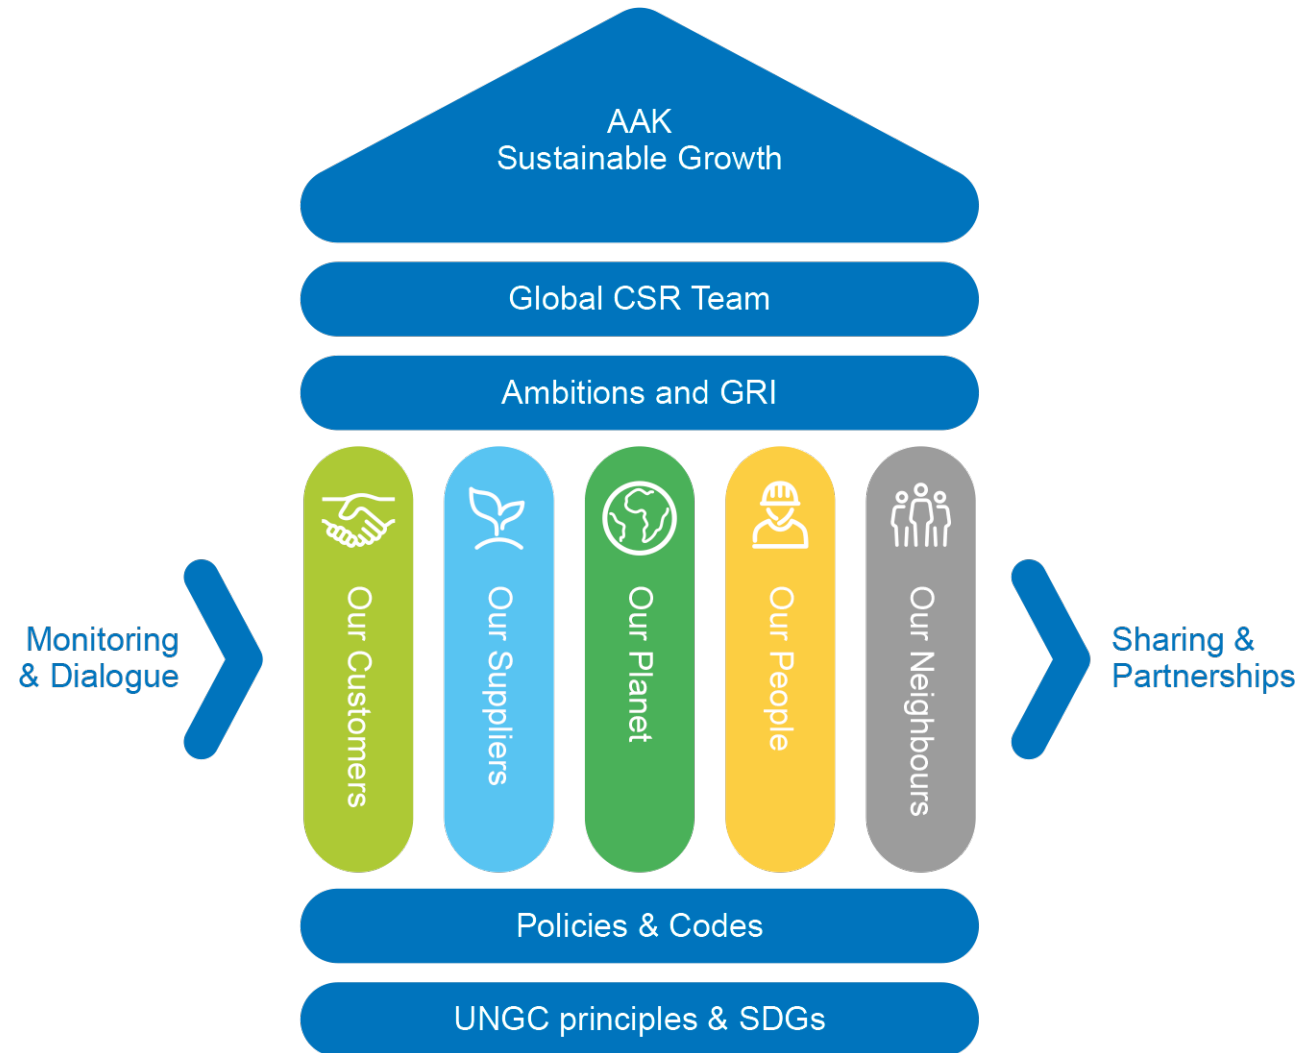 AAK
Sustainable Growth
Global CSR Team
Ambitions and GRI
Monitoring
& Dialogue
Our Customers
Our Suppliers
Our Planet
Our People
Our Neighbours
Sharing &
Partnerships
Policies & Codes
UNGC principles & SDGs